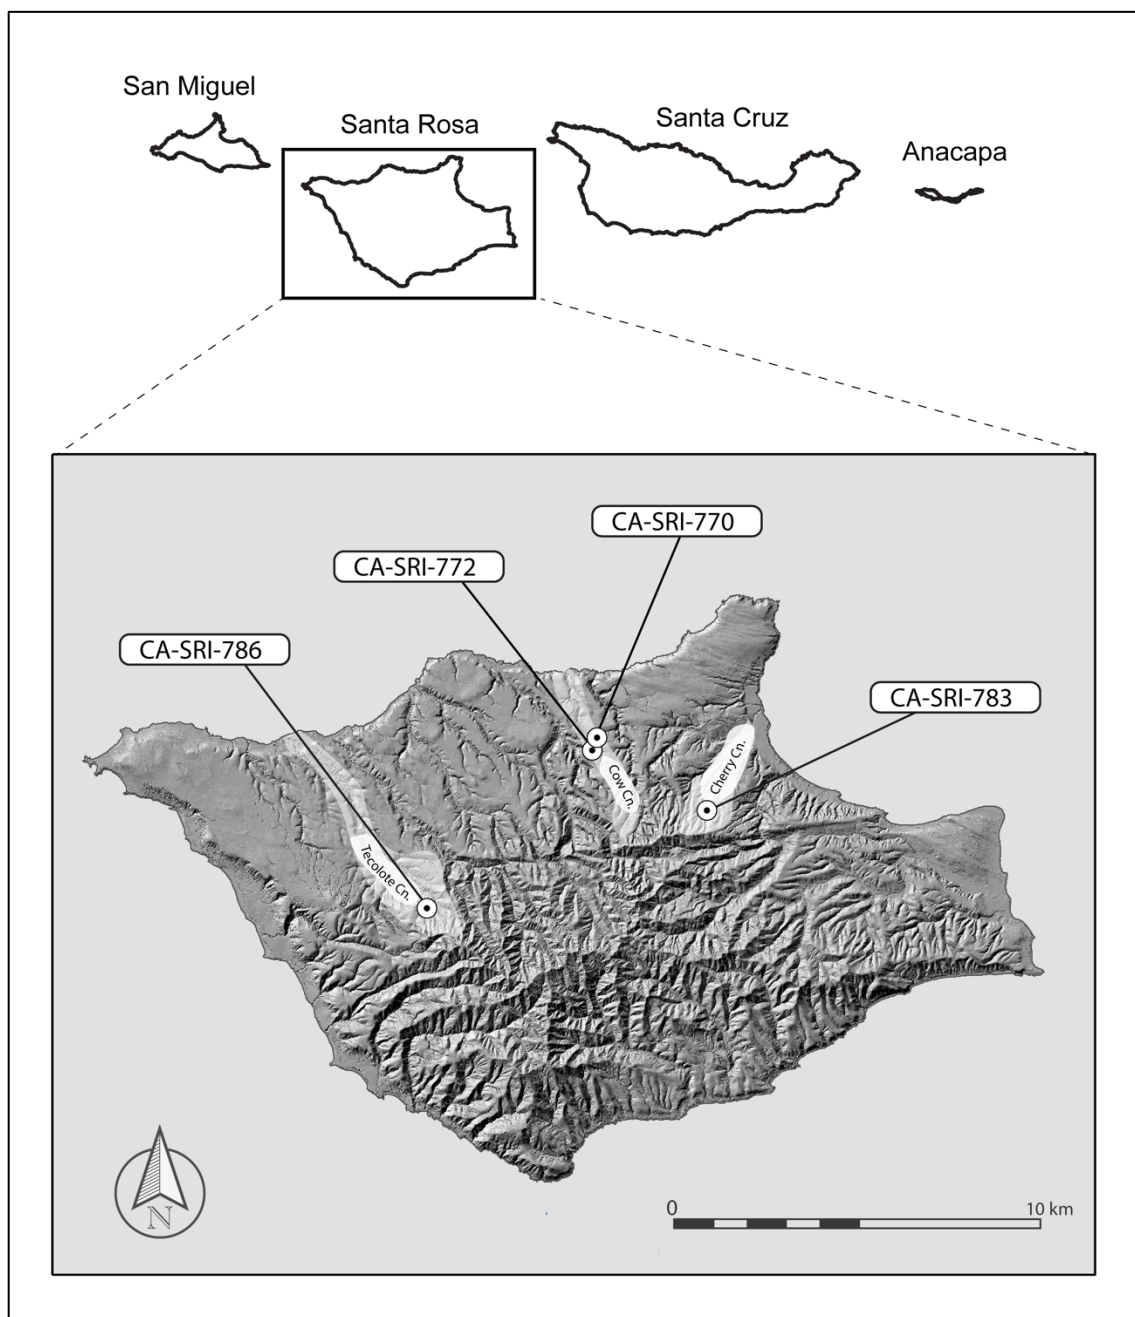 San Miguel
Santa Rosa
Santa Cruz
Anacapa
CA-SRI-770
CA-SRI-772
CA-SRI-786
CA-SRI-783
Cherry Cn.
Cow Cn.
Tecolote Cn.
N
0
10 km